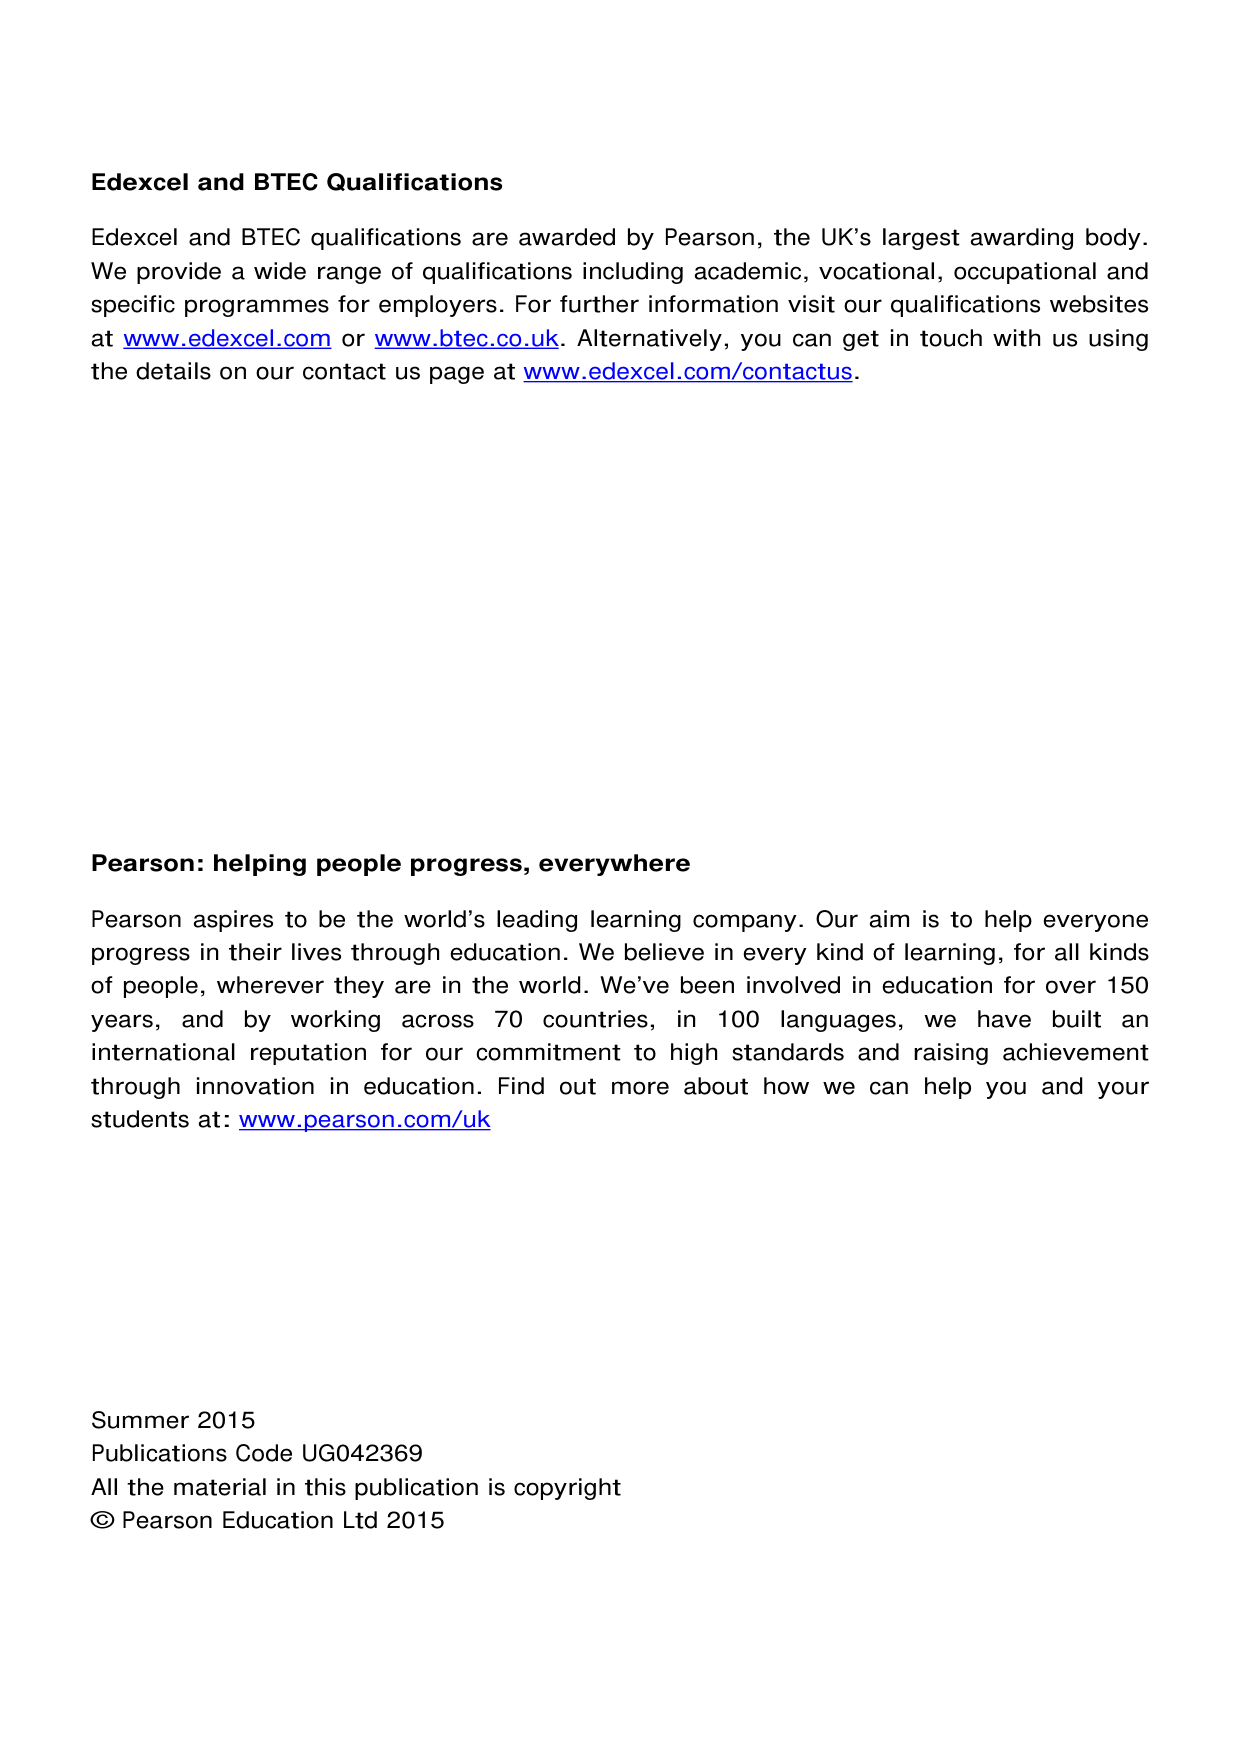 Edexcel and BTEC Qualifications
Edexcel and BTEC qualifications are awarded by Pearson, the UK’s largest awarding body.
We provide a wide range of qualifications including academic, vocational, occupational and
specific programmes for employers. For further information visit our qualifications websites
at www.edexcel.com or www.btec.co.uk. Alternatively, you can get in touch with us using
the details on our contact us page at www.edexcel.com/contactus.
Pearson: helping people progress, everywhere
Pearson aspires to be the world’s leading learning company. Our aim is to help everyone
progress in their lives through education. We believe in every kind of learning, for all kinds
of people, wherever they are in the world. We’ve been involved in education for over 150
years, and by working across 70 countries, in 100 languages, we have built an
international reputation for our commitment to high standards and raising achievement
through innovation in education. Find out more about how we can help you and your
students at: www.pearson.com/uk
Summer 2015
Publications Code UG042369
All the material in this publication is copyright
© Pearson Education Ltd 2015